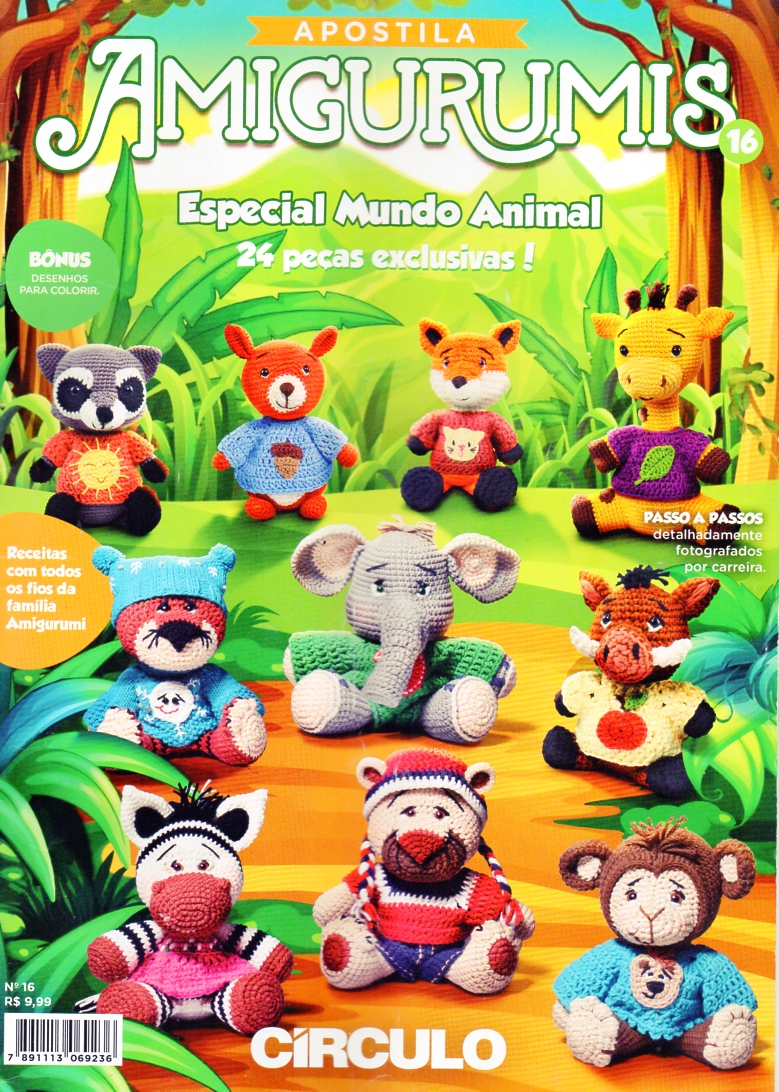 APOSTILA
AMIGURUMIS
16
Especial Mundo Animal
24 peças exclusivas !
BÔNUS
DESENHOS
PARA COLORIR.
PASSO A PASSOS
detalhadamente
fotografados
por carreira.
Receitas
com todos
os fios da
família
Amigurumi
Nº 16
R$ 9,99
7 891113 069236
CÍRCULO